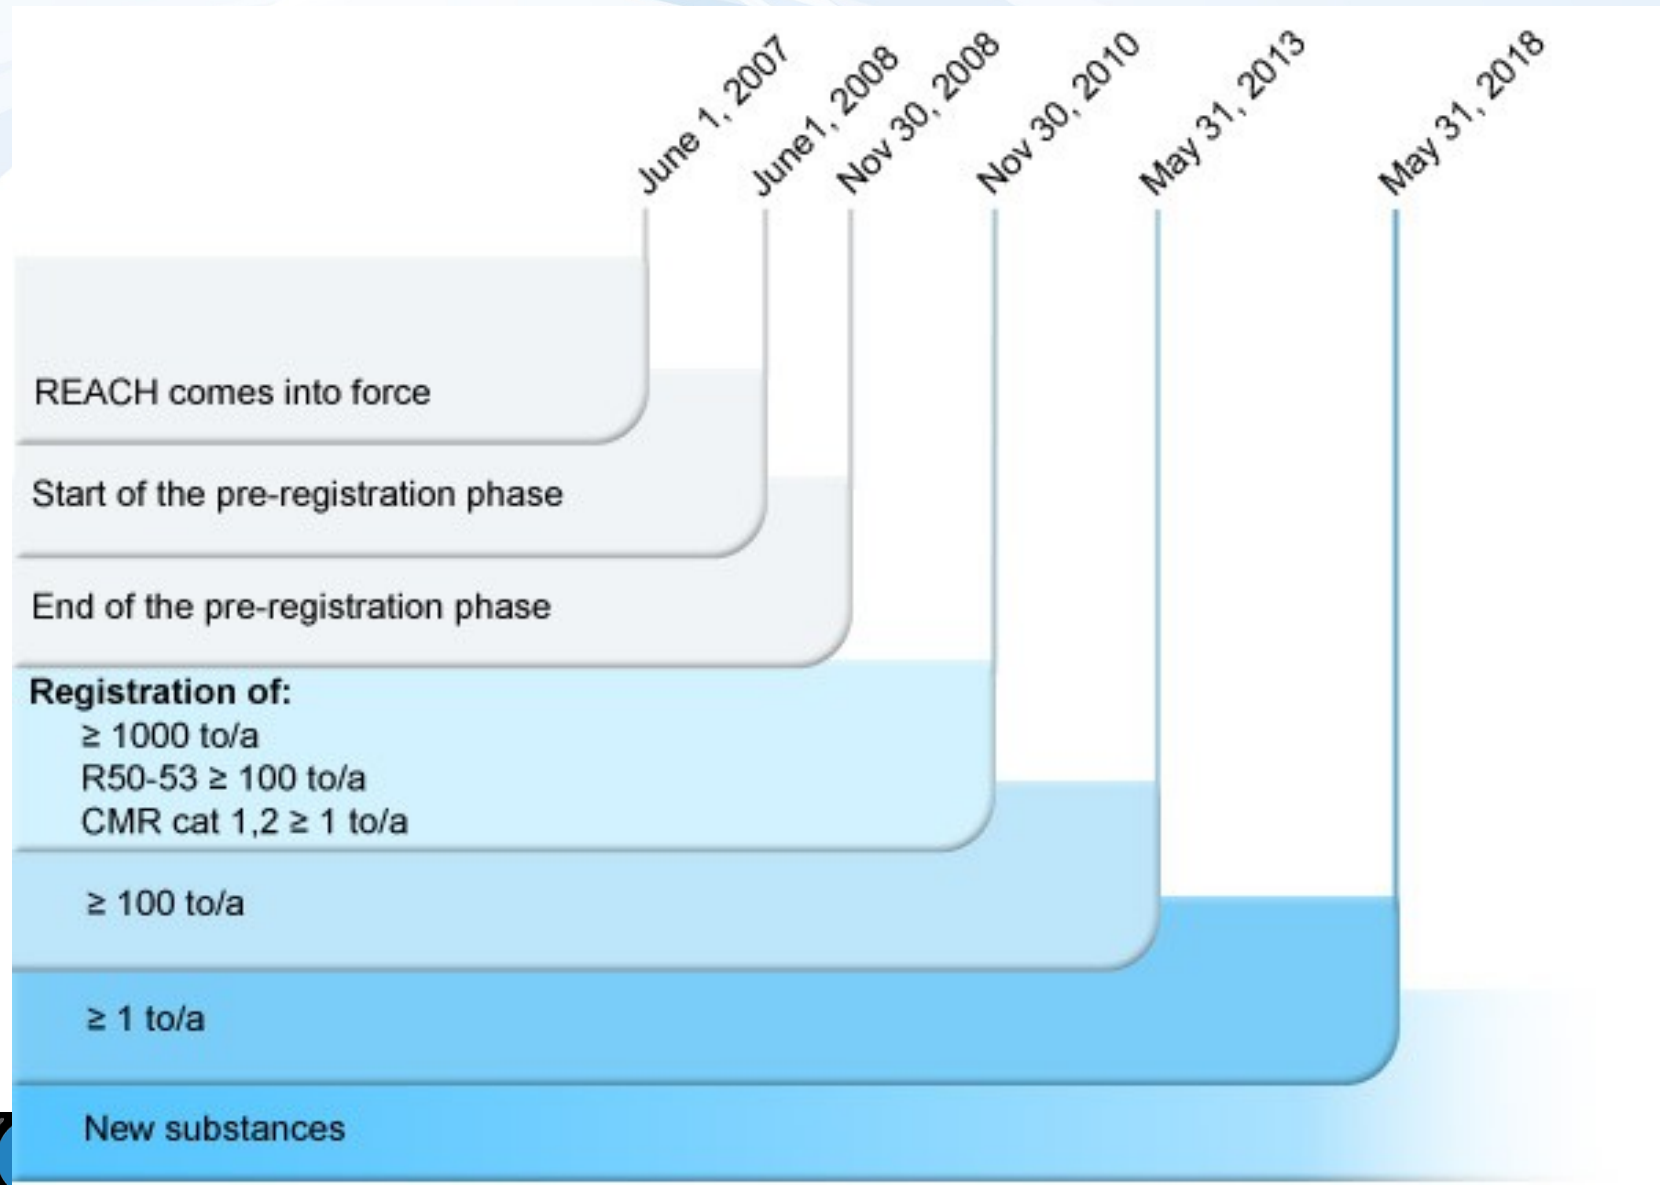 June 1, 2007
June1, 2008
Nov 30, 2008
Nov 30, 2010
May 31, 2013
May 31, 2018
REACH comes into force
Start of the pre-registration phase
End of the pre-registration phase
Registration of:
≥ 1000 to/a
R50-53 ≥ 100 to/a
CMR cat 1,2 ≥ 1 to/a
≥ 100 to/a
≥ 1 to/a
New substances